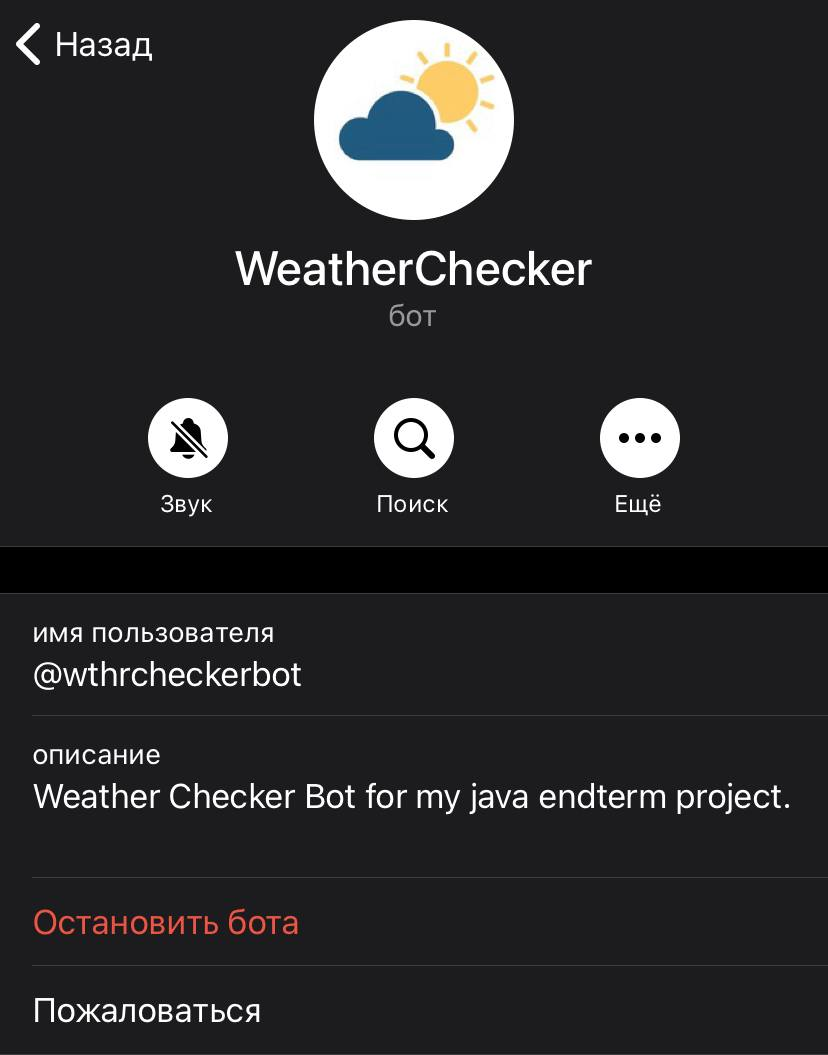 Назад
WeatherChecker
бот
Звук
Поиск
Ещё
имя пользователя
@wthrcheckerbot
описание
Weather Checker Bot for my java endterm project.
Остановить бота
Пожаловаться